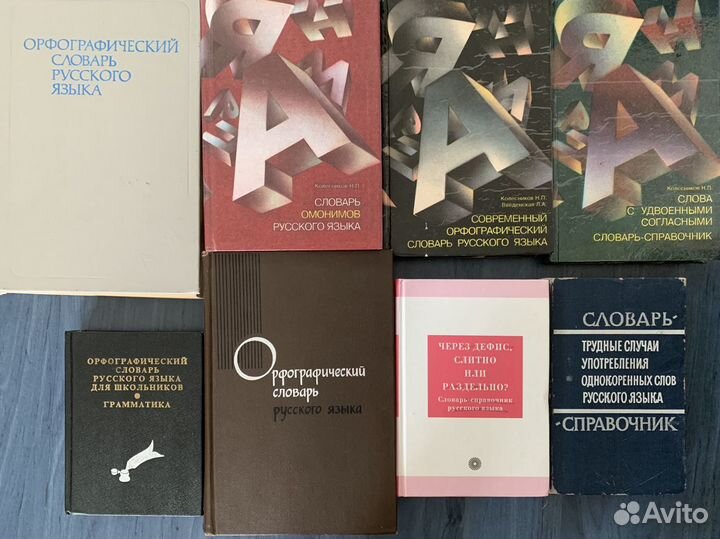 ОРФОГРАФИЧЕСКИЙ
СЛОВАРЬ
РУССКОГО
ЯЗЫКА
Колесников Н.П.
СЛОВАРЬ
ОМОНИМОВ
РУССКОГО ЯЗЫКА
Колесников Н.П.
Введенская Л.А.
СОВРЕМЕННЫЙ
ОРФОГРАФИЧЕСКИЙ
СЛОВАРЬ РУССКОГО ЯЗЫКА
Колесников Н.П.
СЛОВА
С УДВОЕННЫМИ
СОГЛАСНЫМИ
СЛОВАРЬ-СПРАВОЧНИК
ОРФОГРАФИЧЕСКИЙ
СЛОВАРЬ
РУССКОГО ЯЗЫКА
ДЛЯ ШКОЛЬНИКОВ
ГРАММАТИКА
Орфографический
словарь
русского языка
ЧЕРЕЗ ДЕФИС,
СЛИТНО
ИЛИ
РАЗДЕЛЬНО?
Словарь-справочник
русского языка
СЛОВАРЬ-
ТРУДНЫЕ СЛУЧАИ
УПОТРЕБЛЕНИЯ
ОДНОКОРЕННЫХ СЛОВ
РУССКОГО ЯЗЫКА
-СПРАВОЧНИК
Avito